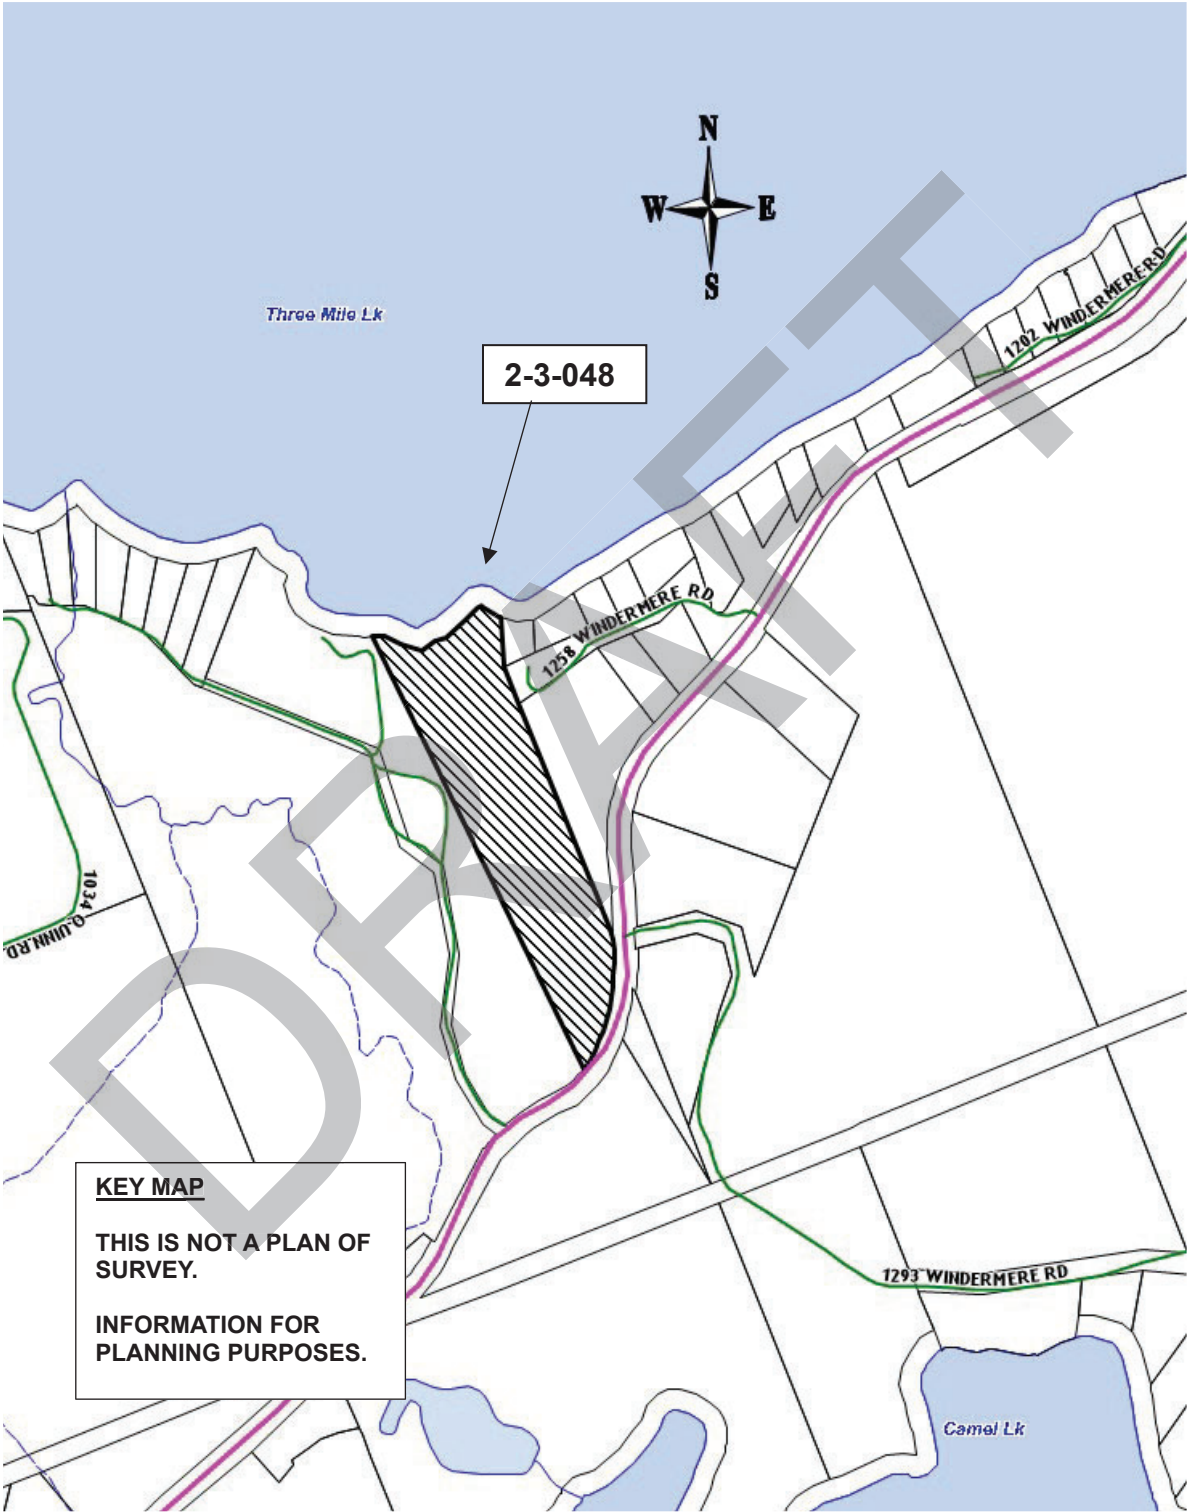 N
W E
S
Three Mile Lk
1202 WINDERMERE RD
2-3-048
1258 WINDERMERE RD
DRAFT
1034 QUINN RD
KEY MAP
THIS IS NOT A PLAN OF
SURVEY.
INFORMATION FOR
PLANNING PURPOSES.
1293 WINDERMERE RD
Camel Lk